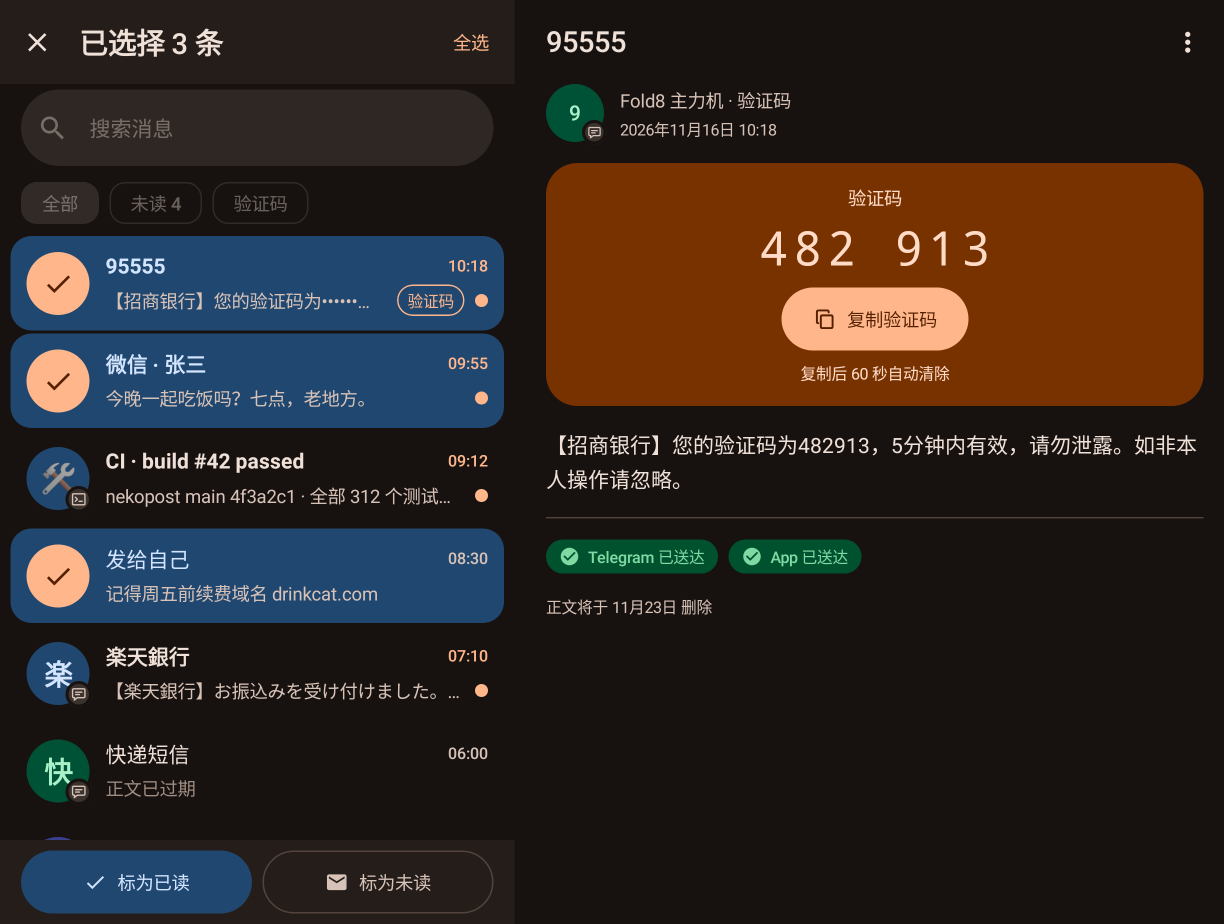 已选择 3 条
全选
搜索消息
全部
未读 4
验证码
95555
10:18
【招商银行】您的验证码为••••••…
验证码
微信 · 张三
09:55
今晚一起吃饭吗？七点，老地方。
CI · build #42 passed
09:12
nekopost main 4f3a2c1 · 全部 312 个测试…
发给自己
08:30
记得周五前续费域名 drinkcat.com
楽
楽天銀行
07:10
【楽天銀行】お振込みを受け付けました。…
快
快递短信
06:00
正文已过期
标为已读
标为未读
95555
9
Fold8 主力机 · 验证码
2026年11月16日 10:18
验证码
482 913
复制验证码
复制后 60 秒自动清除
【招商银行】您的验证码为482913，5分钟内有效，请勿泄露。如非本
人操作请忽略。
Telegram 已送达
App 已送达
正文将于 11月23日 删除